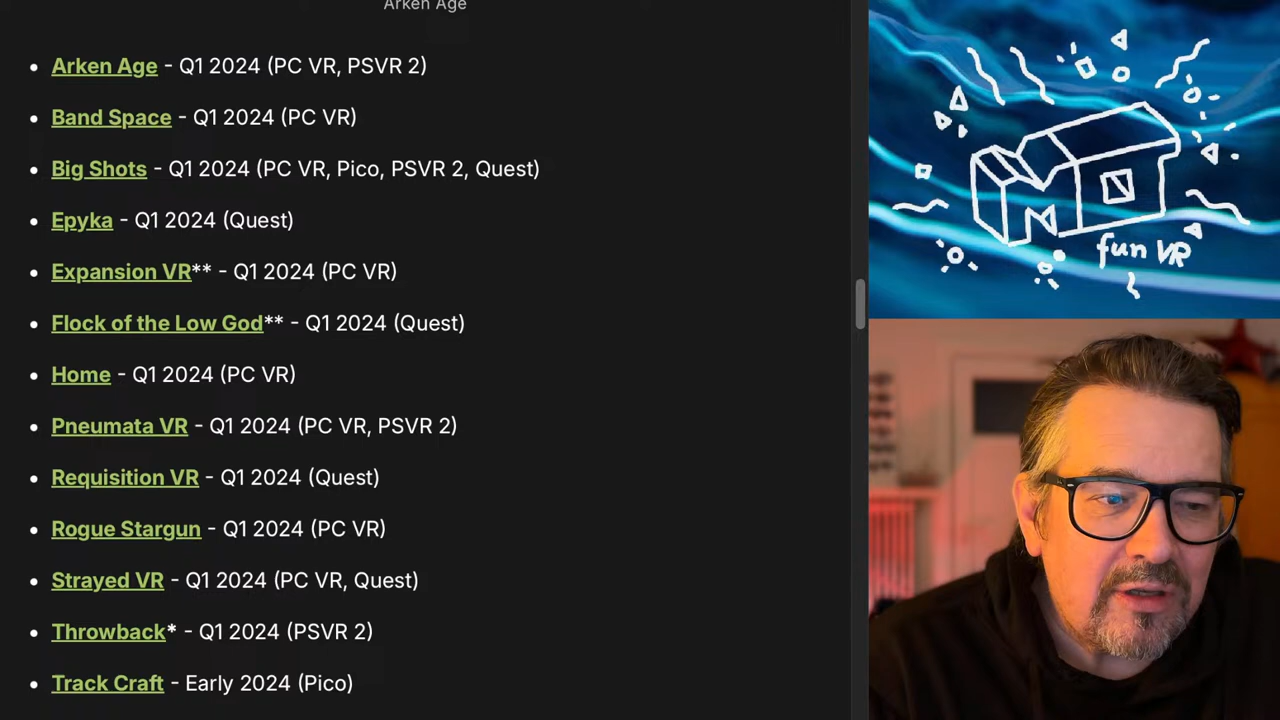 Arken Age
Arken Age - Q1 2024 (PC VR, PSVR 2)
Band Space - Q1 2024 (PC VR)
Big Shots - Q1 2024 (PC VR, Pico, PSVR 2, Quest)
Epyka - Q1 2024 (Quest)
Expansion VR** - Q1 2024 (PC VR)
Flock of the Low God** - Q1 2024 (Quest)
Home - Q1 2024 (PC VR)
Pneumata VR - Q1 2024 (PC VR, PSVR 2)
Requisition VR - Q1 2024 (Quest)
Rogue Stargun - Q1 2024 (PC VR)
Strayed VR - Q1 2024 (PC VR, Quest)
Throwback* - Q1 2024 (PSVR 2)
Track Craft - Early 2024 (Pico)
fun VR